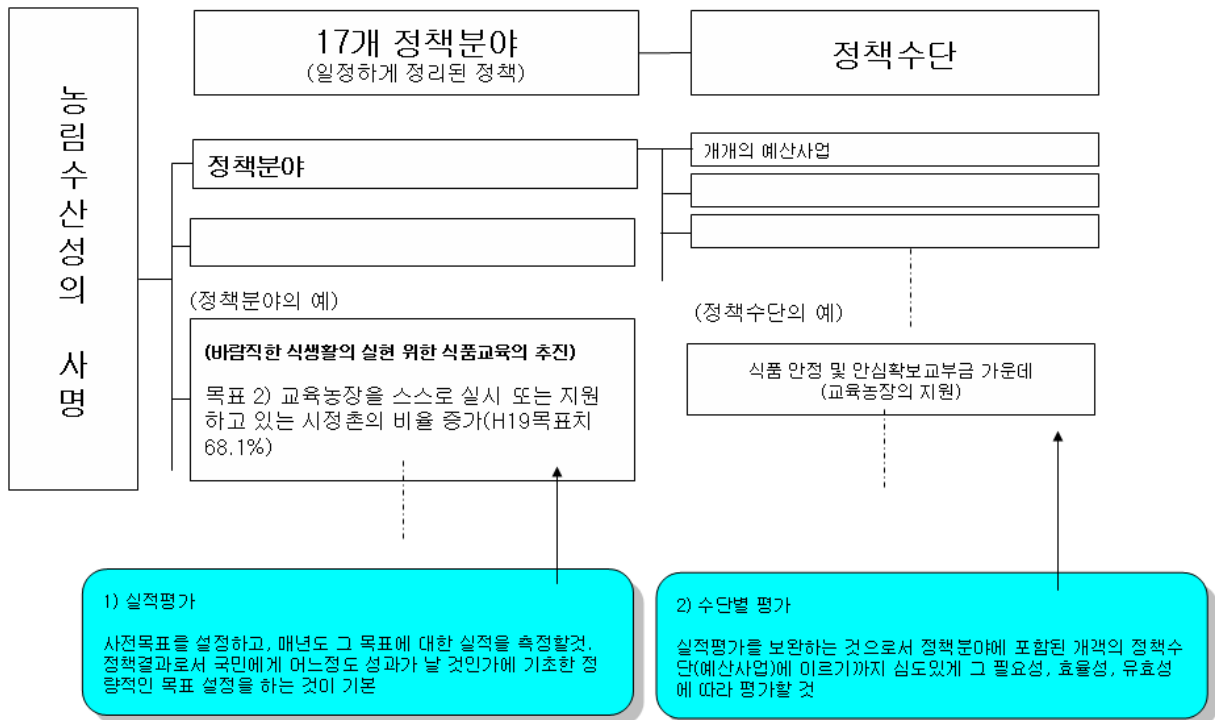 농림수산성의 사명
17개 정책분야
(일정하게 정리된 정책)
정책수단
정책분야
개개의 예산사업
(정책분야의 예)
(정책수단의 예)
(바람직한 식생활의 실현 위한 식품교육의 추진)
목표 2) 교육농장을 스스로 실시 또는 지원
하고 있는 시정촌의 비율 증가(H19목표치
68.1%)
식품 안정 및 안심확보교부금 가운데
(교육농장의 지원)
1) 실적평가
사전목표를 설정하고, 매년도 그 목표에 대한 실적을 측정할것.
정책결과로서 국민에게 어느정도 성과가 날 것인가에 기초한 정
량적인 목표 설정을 하는 것이 기본
2) 수단별 평가
실적평가를 보완하는 것으로서 정책분야에 포함된 개객의 정책수
단(예산사업)에 이르기까지 심도있게 그 필요성, 효율성, 유효성
에 따라 평가할 것